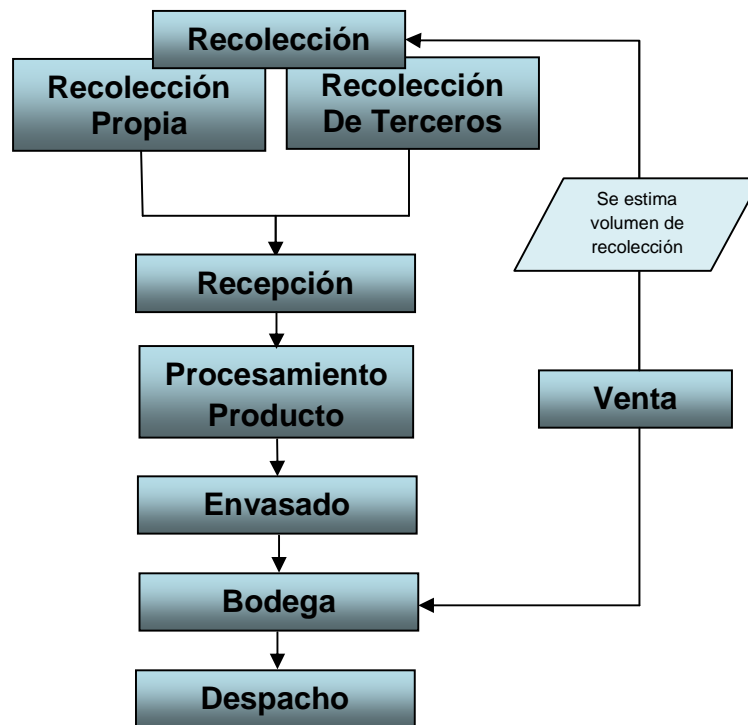 Recolección
Recolección
Propia
Recolección
De Terceros
Se estima
volumen de
recolección
Recepción
Procesamiento
Producto
Venta
Envasado
Bodega
Despacho